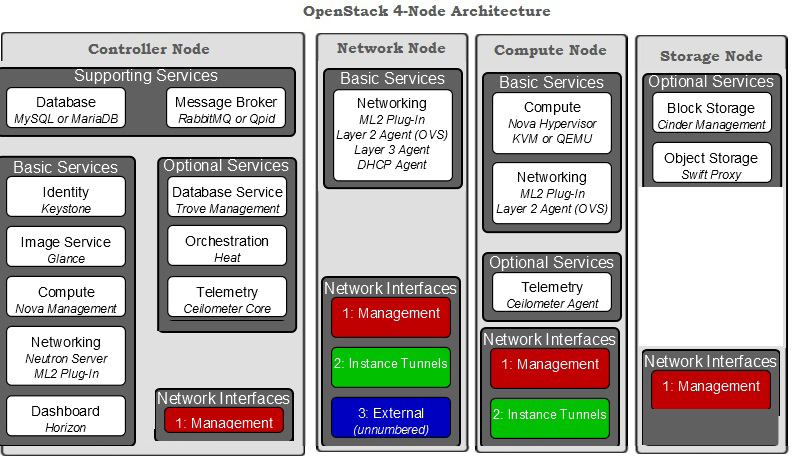 OpenStack 4-Node Architecture
Controller Node
Supporting Services
Database
MySQL or MariaDB
Message Broker
RabbitMQ or Qpid
Basic Services
Identity
Keystone
Image Service
Glance
Compute
Nova Management
Networking
Neutron Server
ML2 Plug-In
Dashboard
Horizon
Optional Services
Database Service
Trove Management
Orchestration
Heat
Telemetry
Ceilometer Core
Network Interfaces
1: Management
Network Node
Basic Services
Networking
ML2 Plug-In
Layer 2 Agent (OVS)
Layer 3 Agent
DHCP Agent
Network Interfaces
1: Management
2: Instance Tunnels
3: External
(unnumbered)
Compute Node
Basic Services
Compute
Nova Hypervisor
KVM or QEMU
Networking
ML2 Plug-In
Layer 2 Agent (OVS)
Optional Services
Telemetry
Ceilometer Agent
Network Interfaces
1: Management
2: Instance Tunnels
Storage Node
Optional Services
Block Storage
Cinder Management
Object Storage
Swift Proxy
Network Interfaces
1: Management